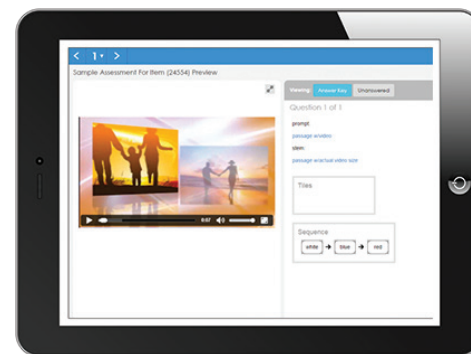 1
Sample Assessment For Item (24554) Preview
Viewing: Answer Key Unanswered
Question 1 of 1
prompt:
passage w/video
stem:
passage w/actual video size
0:07
Tiles
Sequence
white → blue → red